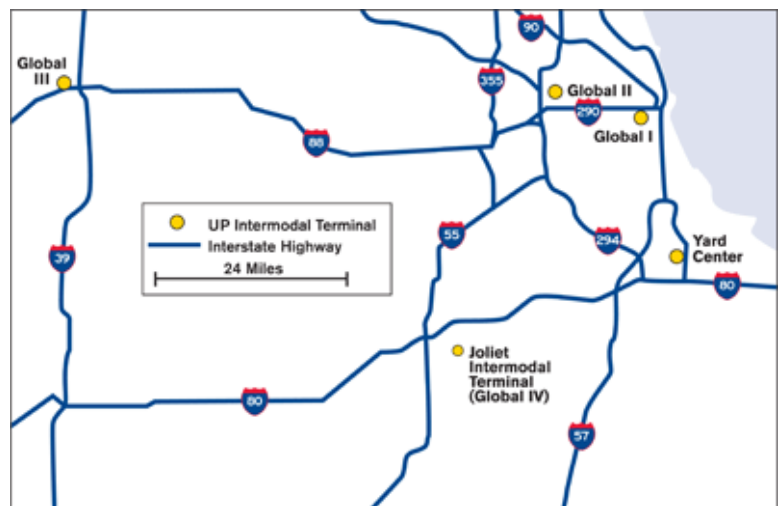 90
Global
III
355
Global II
290
Global I
88
UP Intermodal Terminal
Interstate Highway
24 Miles
39
55
294
Yard
Center
80
Joliet
Intermodal
Terminal
(Global IV)
80
57